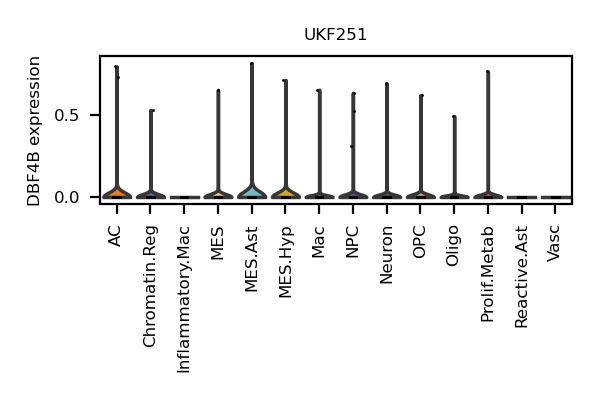 UKF251
DBF4B expression
0.5
0.0
AC
Chromatin.Reg
Inflammatory.Mac
MES
MES.Ast
MES.Hyp
Mac
NPC
Neuron
OPC
Oligo
Prolif.Metab
Reactive.Ast
Vasc